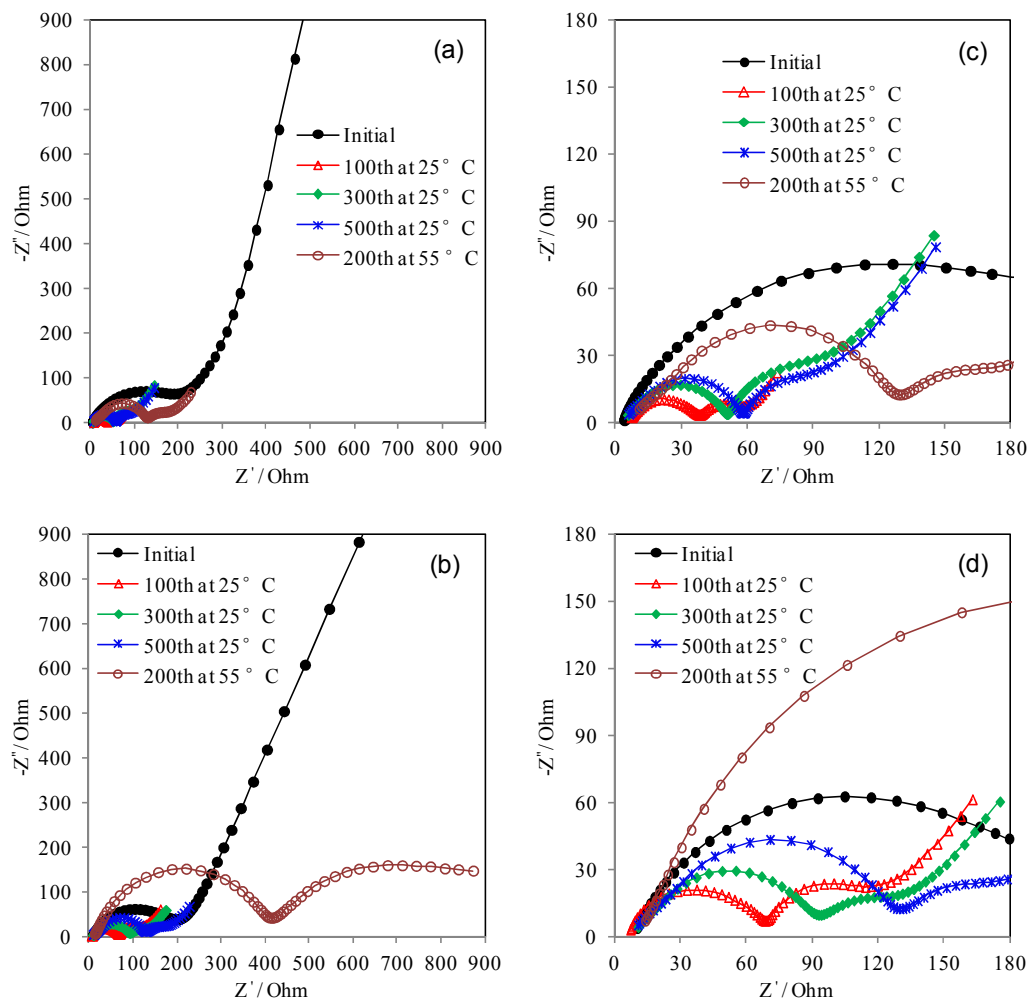 (a)
900
800
700
600
500
400
300
200
100
0
-Z"/Ohm
Initial
100th at 25° C
300th at 25° C
500th at 25° C
200th at 55° C
0 100 200 300 400 500 600 700 800 900
Z'/Ohm
(c)
180
150
120
90
60
30
0
-Z"/Ohm
Initial
100th at 25° C
300th at 25° C
500th at 25° C
200th at 55° C
0 30 60 90 120 150 180
Z'/Ohm
(b)
900
800
700
600
500
400
300
200
100
0
-Z"/Ohm
Initial
100th at 25° C
300th at 25° C
500th at 25° C
200th at 55° C
0 100 200 300 400 500 600 700 800 900
Z'/Ohm
(d)
180
150
120
90
60
30
0
-Z"/Ohm
Initial
100th at 25° C
300th at 25° C
500th at 25° C
200th at 55° C
0 30 60 90 120 150 180
Z'/Ohm